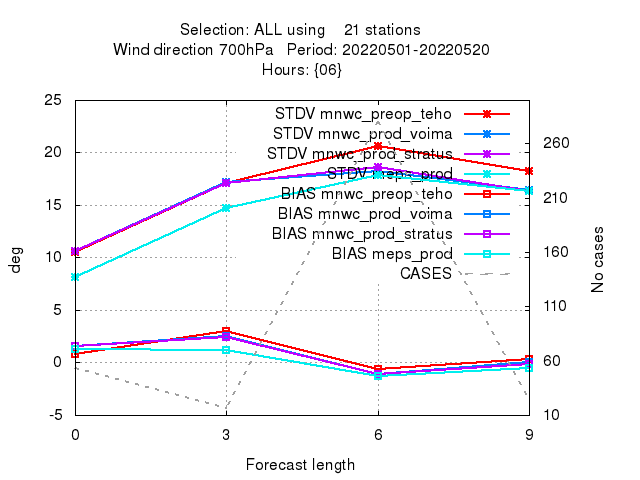 Selection: ALL using 21 stations
Wind direction 700hPa Period: 20220501-20220520
Hours: {06}
25
20
15
10
5
0
-5
deg
STDV mnwc_preop_teho
STDV mnwc_prod_voima
STDV mnwc_prod_stratus
STDV meps_prod
BIAS mnwc_preop_teho
BIAS mnwc_prod_voima
BIAS mnwc_prod_stratus
BIAS meps_prod
CASES
260
210
160
110
60
10
No cases
0 3 6 9
Forecast length